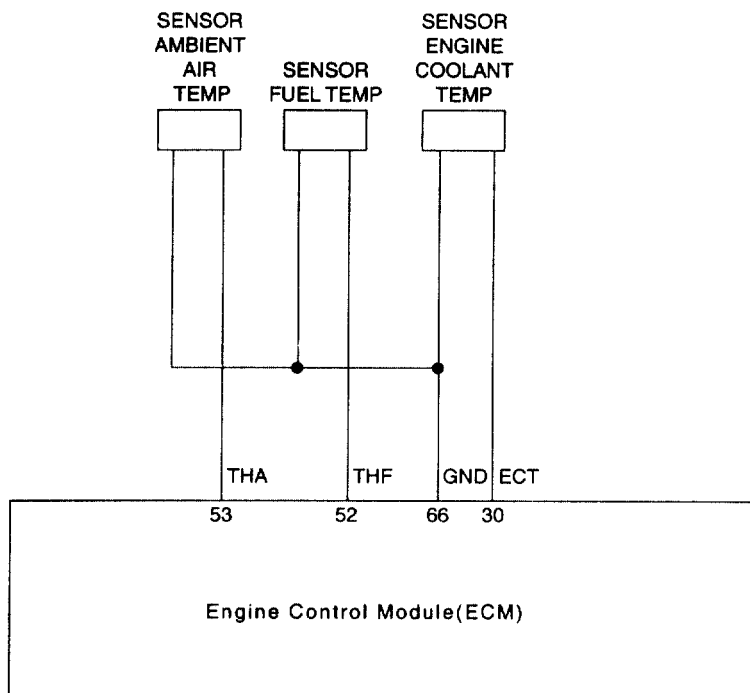 SENSOR
AMBIENT
AIR
TEMP
SENSOR
FUEL TEMP
SENSOR
ENGINE
COOLANT
TEMP
THA
THF
GND
ECT
53
52
66
30
Engine Control Module(ECM)